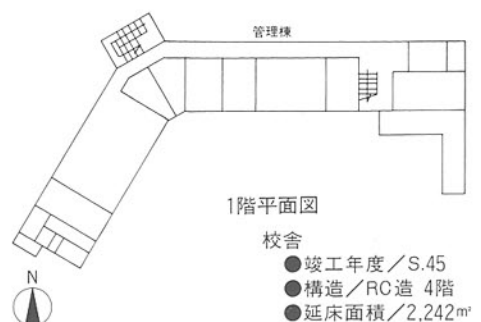 管理棟
1階平面図
校舎
●竣工年度／S.45
●構造／RC造 4階
●延床面積／2,242㎡
N